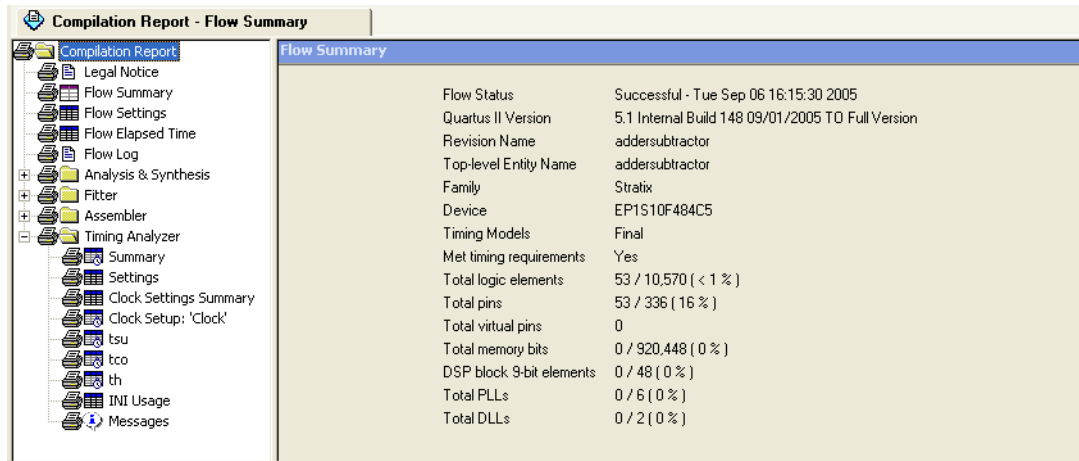 Compilation Report - Flow Summary
Compilation Report
Legal Notice
Flow Summary
Flow Settings
Flow Elapsed Time
Flow Log
Analysis & Synthesis
Fitter
Assembler
Timing Analyzer
Summary
Settings
Clock Settings Summary
Clock Setup: 'Clock'
tsu
tco
th
INI Usage
Messages
Flow Summary
Flow Status Successful - Tue Sep 06 16:15:30 2005
Quartus II Version 5.1 Internal Build 148 09/01/2005 TO Full Version
Revision Name addersubtractor
Top-level Entity Name addersubtractor
Family Stratix
Device EP1S10F484C5
Timing Models Final
Met timing requirements Yes
Total logic elements 53 / 10,570 ( < 1 % )
Total pins 53 / 336 ( 16 % )
Total virtual pins 0
Total memory bits 0 / 920,448 ( 0 % )
DSP block 9-bit elements 0 / 48 ( 0 % )
Total PLLs 0 / 6 ( 0 % )
Total DLLs 0 / 2 ( 0 % )